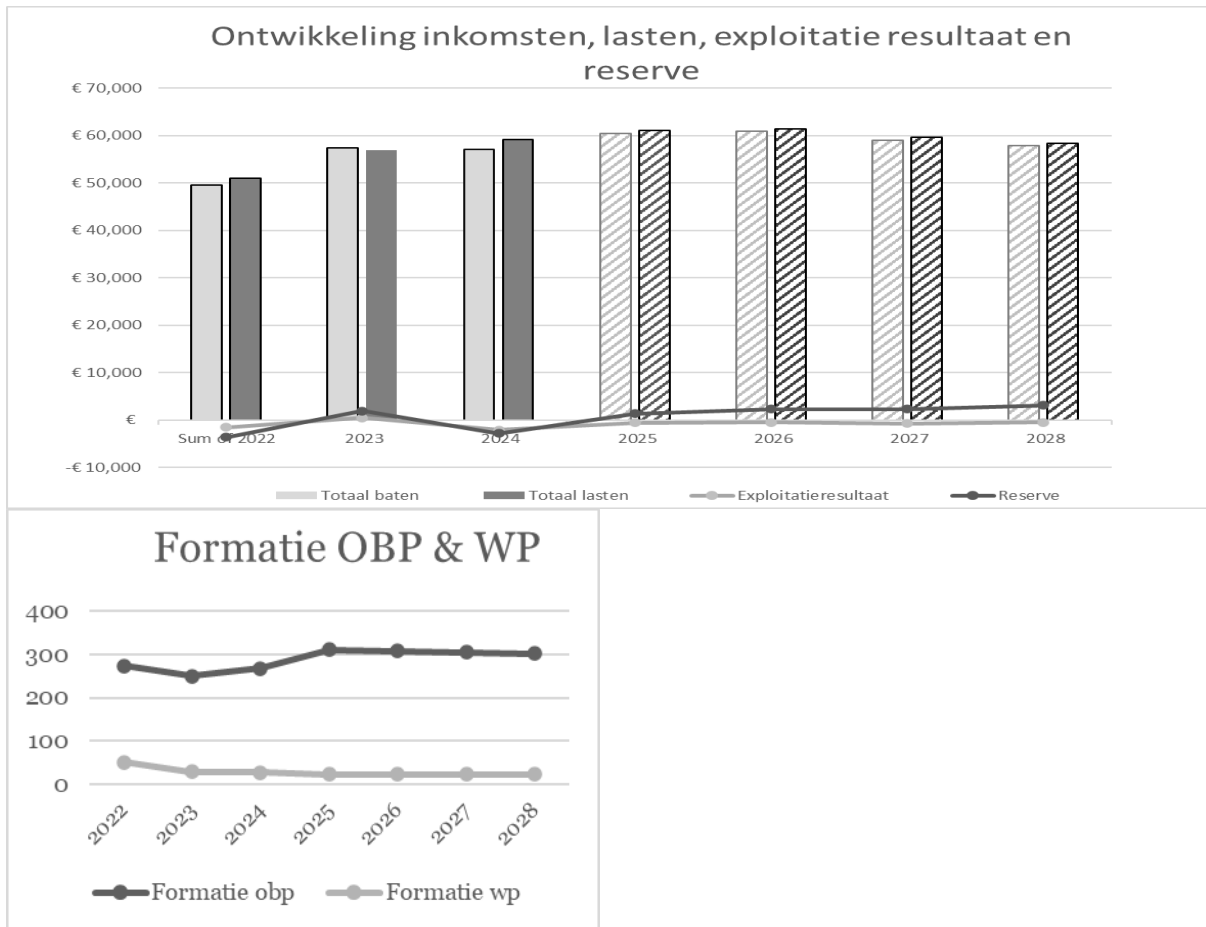 Ontwikkeling inkomsten, lasten, exploitatie resultaat en
reserve
€ 70,000
€ 60,000
€ 50,000
€ 40,000
€ 30,000
€ 20,000
€ 10,000
€
-€ 10,000
Sum of 2022 2023 2024 2025 2026 2027 2028
Totaal baten Totaal lasten Exploitatieresultaat Reserve
Formatie OBP & WP
400
300
200
100
0
2022 2023 2024 2025 2026 2027 2028
Formatie obp Formatie wp